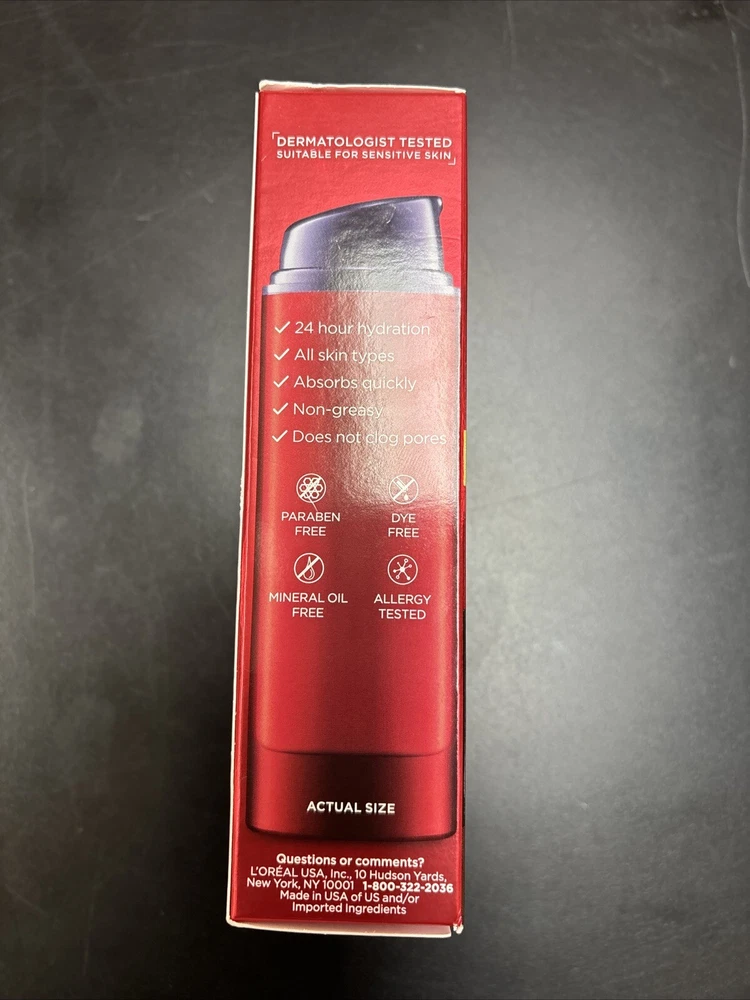 DERMATOLOGIST TESTED
SUITABLE FOR SENSITIVE SKIN
24 hour hydration
All skin types
Absorbs quickly
Non-greasy
Does not clog pores
PARABEN
FREE
DYE
FREE
MINERAL OIL
FREE
ALLERGY
TESTED
ACTUAL SIZE
Questions or comments?
L'ORÉAL USA, Inc., 10 Hudson Yards,
New York, NY 10001 1-800-322-2036
Made in USA of US and/or
Imported Ingredients